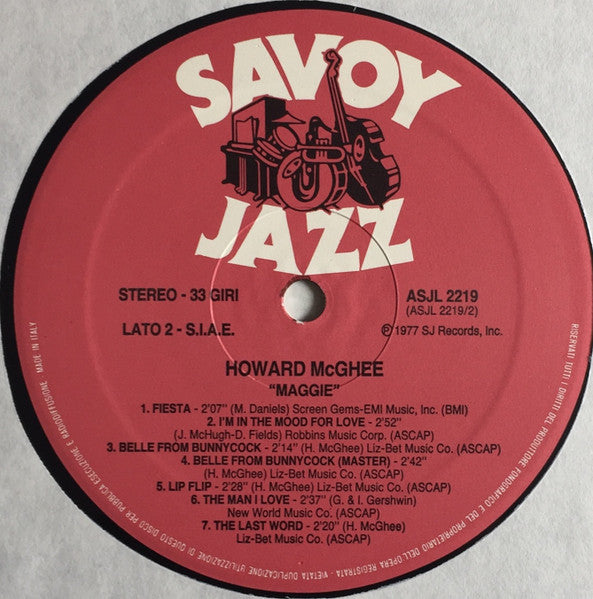 SAVOY
JAZZ
STEREO - 33 GIRI
ASJL 2219
(ASJL 2219/2)
LATO 2 - S.I.A.E.
℗ 1977 SJ Records, Inc.
HOWARD McGHEE
"MAGGIE"
1. FIESTA - 2'07" (M. Daniels) Screen Gems-EMI Music, Inc. (BMI)
2. I'M IN THE MOOD FOR LOVE - 2'52"
(J. McHugh-D. Fields) Robbins Music Corp. (ASCAP)
3. BELLE FROM BUNNYCOCK - 2'14" (H. McGhee) Liz-Bet Music Co. (ASCAP)
4. BELLE FROM BUNNYCOCK (MASTER) - 2'42"
(H. McGhee) Liz-Bet Music Co. (ASCAP)
5. LIP FLIP - 2'28" (H. McGhee) Liz-Bet Music Co. (ASCAP)
6. THE MAN I LOVE - 2'37" (G. & I. Gershwin)
New World Music Co. (ASCAP)
7. THE LAST WORD - 2'20" (H. McGhee)
Liz-Bet Music Co. (ASCAP)
RISERVATI TUTTI I DIRITTI DEL PRODUTTORE FONOGRAFICO E DEL PROPRIETARIO DELL'OPERA REGISTRATA - VIETATA DUPLICAZIONE UTILIZZAZIONE DI QUESTO DISCO PER PUBBLICA ESECUZIONE E RADIODIFFUSIONE. MADE IN ITALY